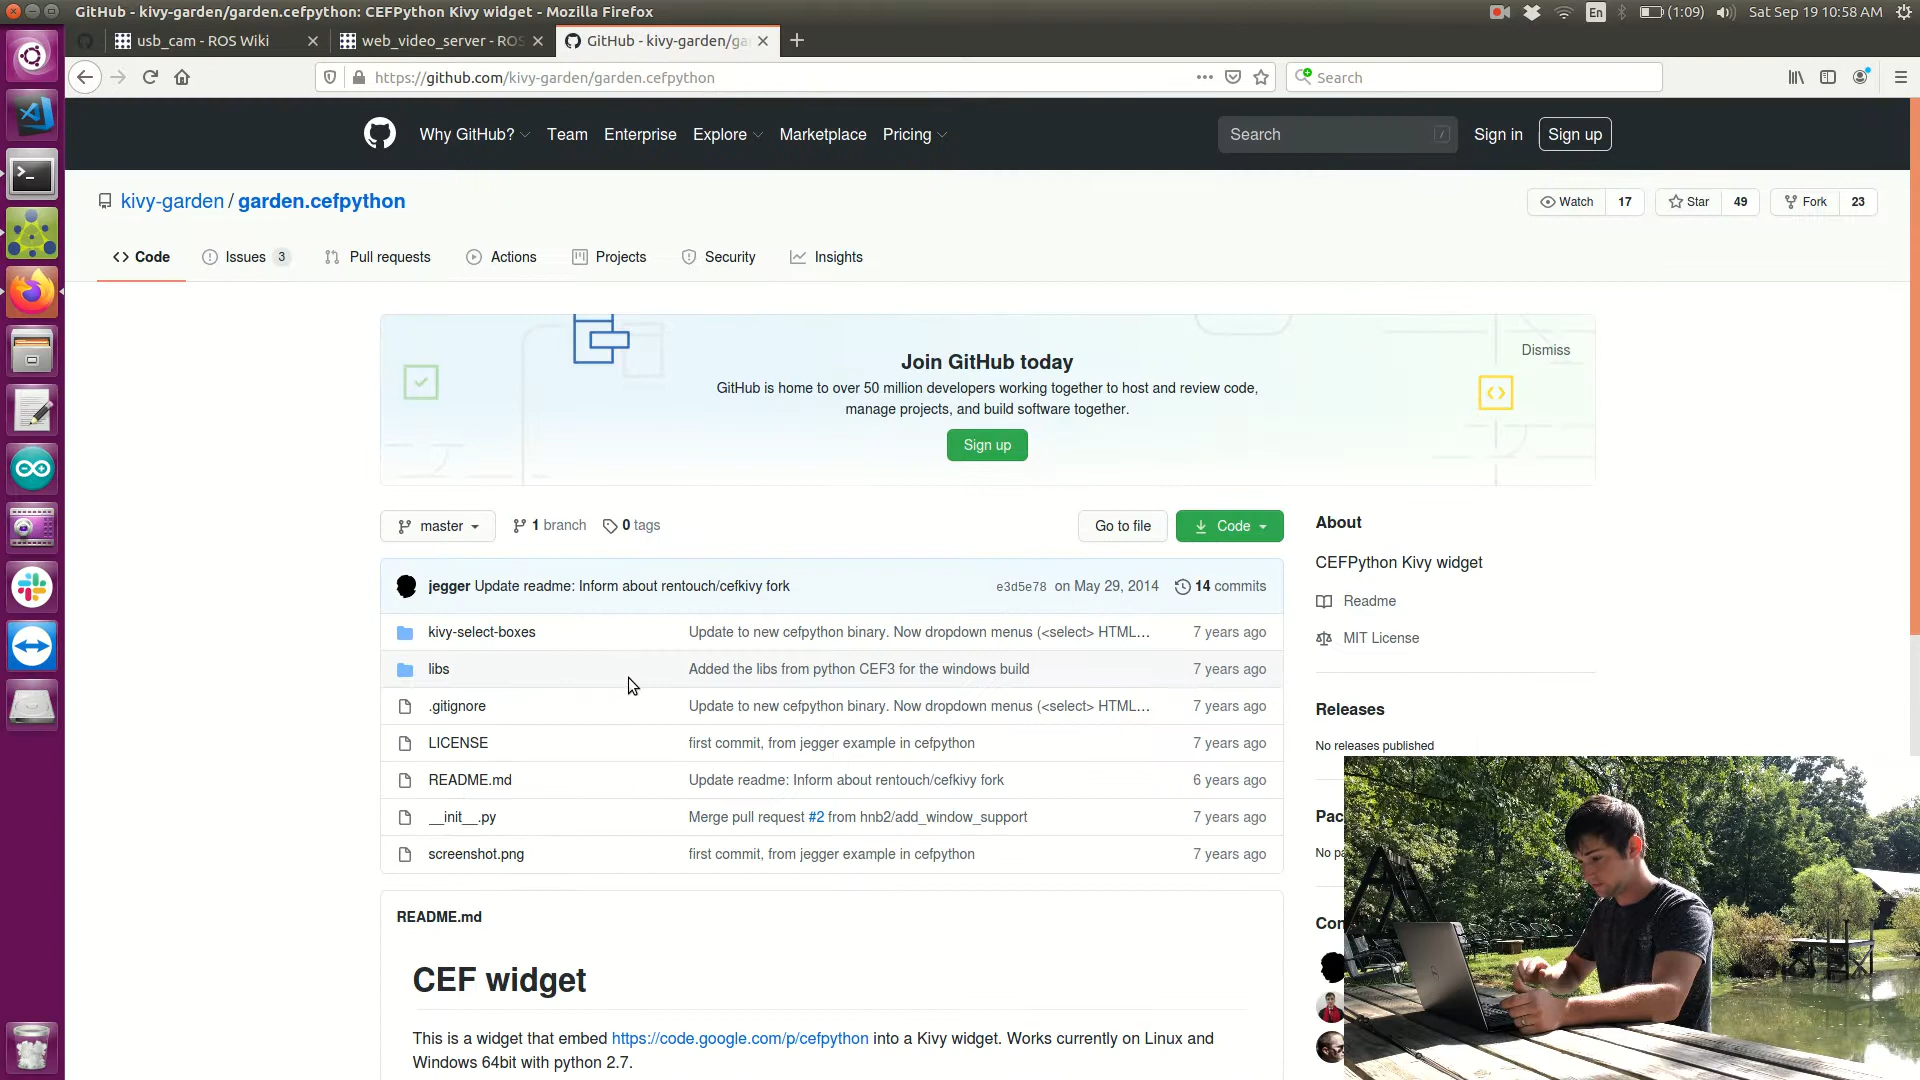 GitHub - kivy-garden/garden.cefpython: CEFPython Kivy widget - Mozilla Firefox
En
(1:09)
Sat Sep 19 10:58 AM
usb_cam - ROS Wiki
web_video_server - ROS
GitHub - kivy-garden/ga
https://github.com/kivy-garden/garden.cefpython
Search
Why GitHub?
Team
Enterprise
Explore
Marketplace
Pricing
Search
/
Sign in
Sign up
kivy-garden / garden.cefpython
Watch 17
Star 49
Fork 23
Code
Issues 3
Pull requests
Actions
Projects
Security
Insights
Join GitHub today
Dismiss
GitHub is home to over 50 million developers working together to host and review code,
manage projects, and build software together.
Sign up
master
1 branch
0 tags
Go to file
Code
About
CEFPython Kivy widget
Readme
MIT License
jegger Update readme: Inform about rentouch/cefkivy fork e3d5e78 on May 29, 2014 14 commits
kivy-select-boxes Update to new cefpython binary. Now dropdown menus (<select> HTML... 7 years ago
libs Added the libs from python CEF3 for the windows build 7 years ago
.gitignore Update to new cefpython binary. Now dropdown menus (<select> HTML... 7 years ago
LICENSE first commit, from jegger example in cefpython 7 years ago
README.md Update readme: Inform about rentouch/cefkivy fork 6 years ago
__init__.py Merge pull request #2 from hnb2/add_window_support 7 years ago
screenshot.png first commit, from jegger example in cefpython 7 years ago
Releases
No releases published
Pac
No pa
Con
README.md
CEF widget
This is a widget that embed https://code.google.com/p/cefpython into a Kivy widget. Works currently on Linux and
Windows 64bit with python 2.7.